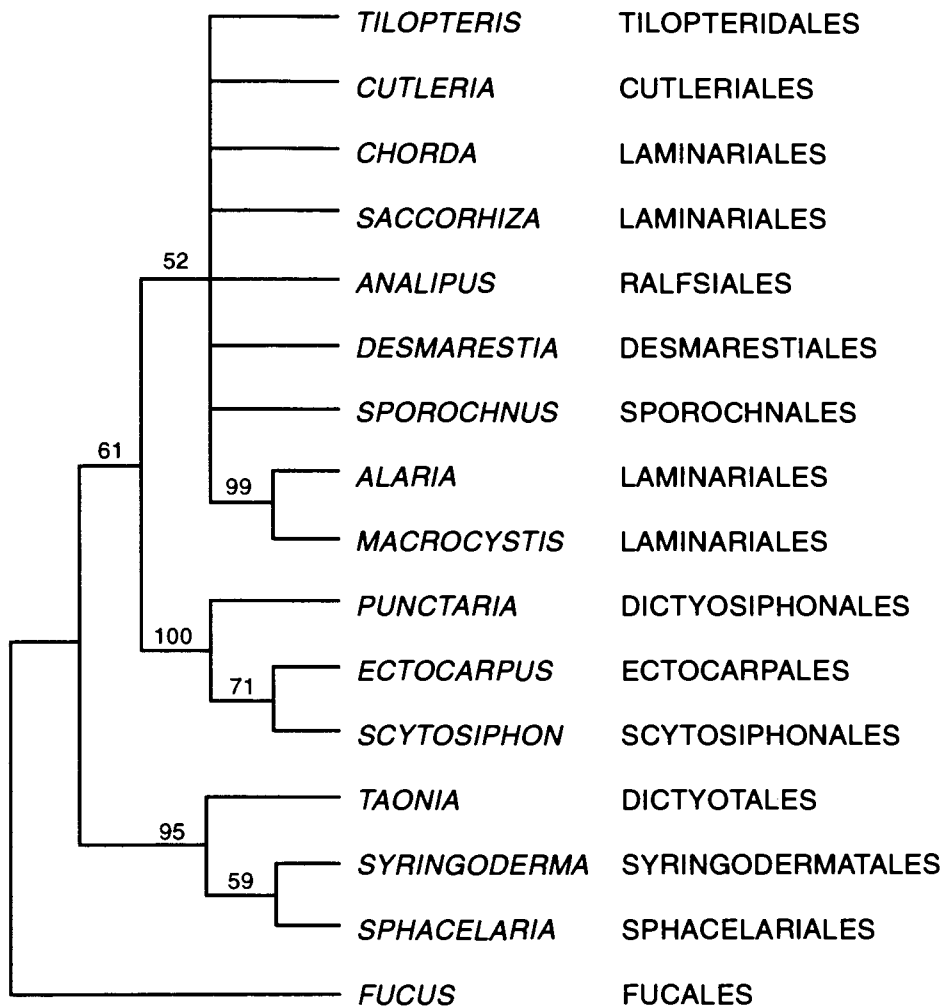 TILOPTERIS TILOPTERIDALES
CUTLERIA CUTLERIALES
CHORDA LAMINARIALES
SACCORHIZA LAMINARIALES
52
ANALIPUS RALFSIALES
DESMARESTIA DESMARESTIALES
SPOROCHNUS SPOROCHNALES
61
ALARIA LAMINARIALES
99
MACROCYSTIS LAMINARIALES
PUNCTARIA DICTYOSIPHONALES
100
ECTOCARPUS ECTOCARPALES
71
SCYTOSIPHON SCYTOSIPHONALES
TAONIA DICTYOTALES
95
SYRINGODERMA SYRINGODERMATALES
59
SPHACELARIA SPHACELARIALES
FUCUS FUCALES